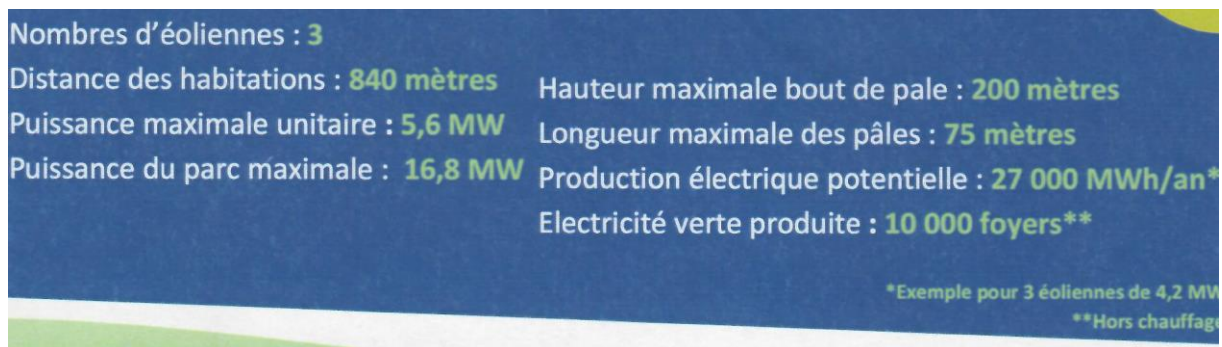 Nombres d'éoliennes : 3
Distance des habitations : 840 mètres
Puissance maximale unitaire : 5,6 MW
Puissance du parc maximale : 16,8 MW
Hauteur maximale bout de pale : 200 mètres
Longueur maximale des pâles : 75 mètres
Production électrique potentielle : 27 000 MWh/an*
Electricité verte produite : 10 000 foyers**
*Exemple pour 3 éoliennes de 4,2 MW
**Hors chauffage